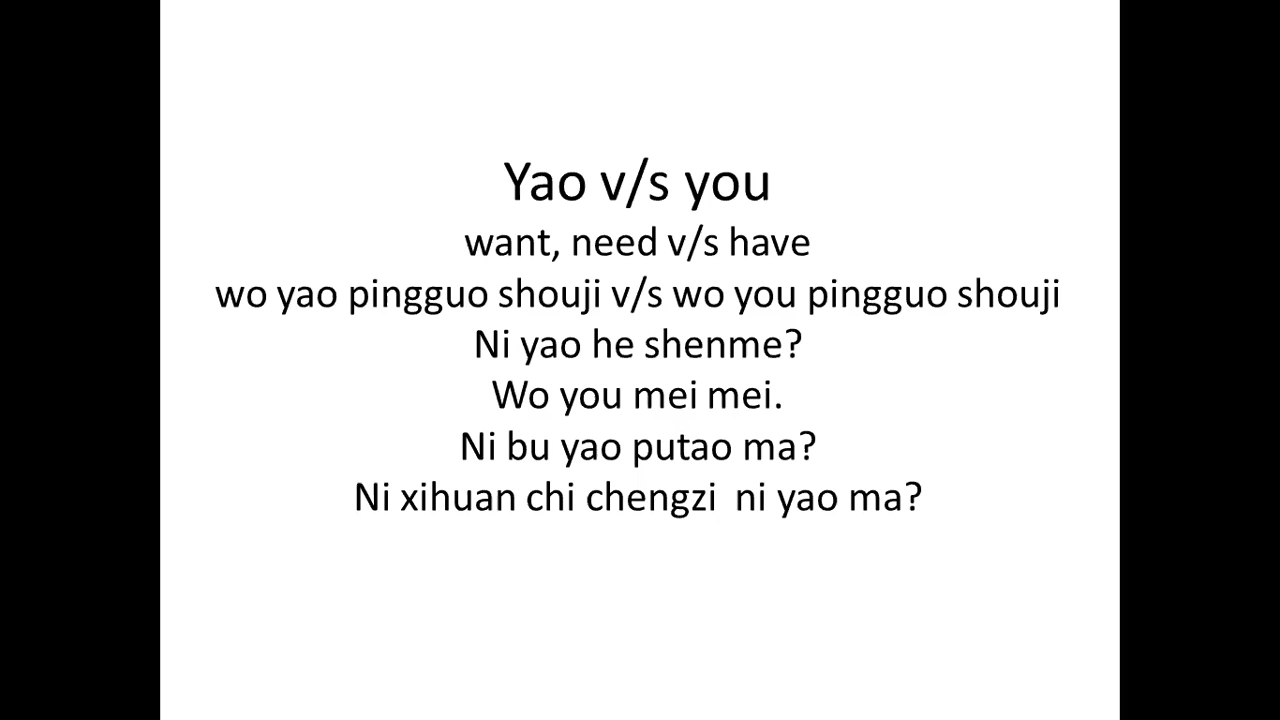 Yao v/s you
want, need v/s have
wo yao pingguo shouji v/s wo you pingguo shouji
Ni yao he shenme?
Wo you mei mei.
Ni bu yao putao ma?
Ni xihuan chi chengzi  ni yao ma?